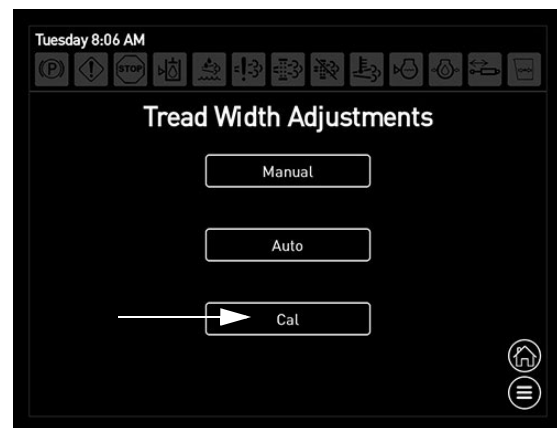 Tuesday 8:06 AM
(P) STOP
Tread Width Adjustments
Manual
Auto
Cal